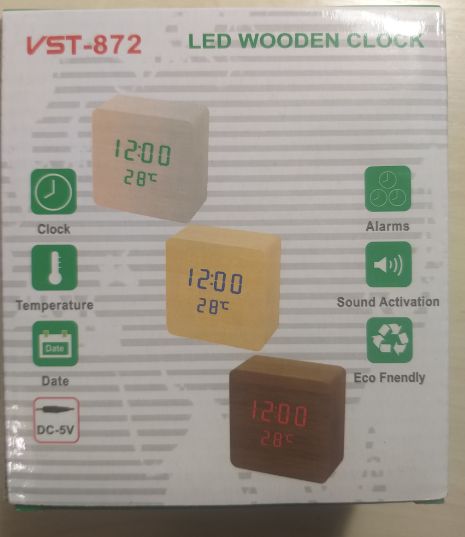 VST-872
LED WOODEN CLOCK
12:00
28℃
Clock
Alarms
12:00
28℃
Temperature
Sound Activation
Date
Date
Eco Fnendly
12:00
28℃
DC-5V